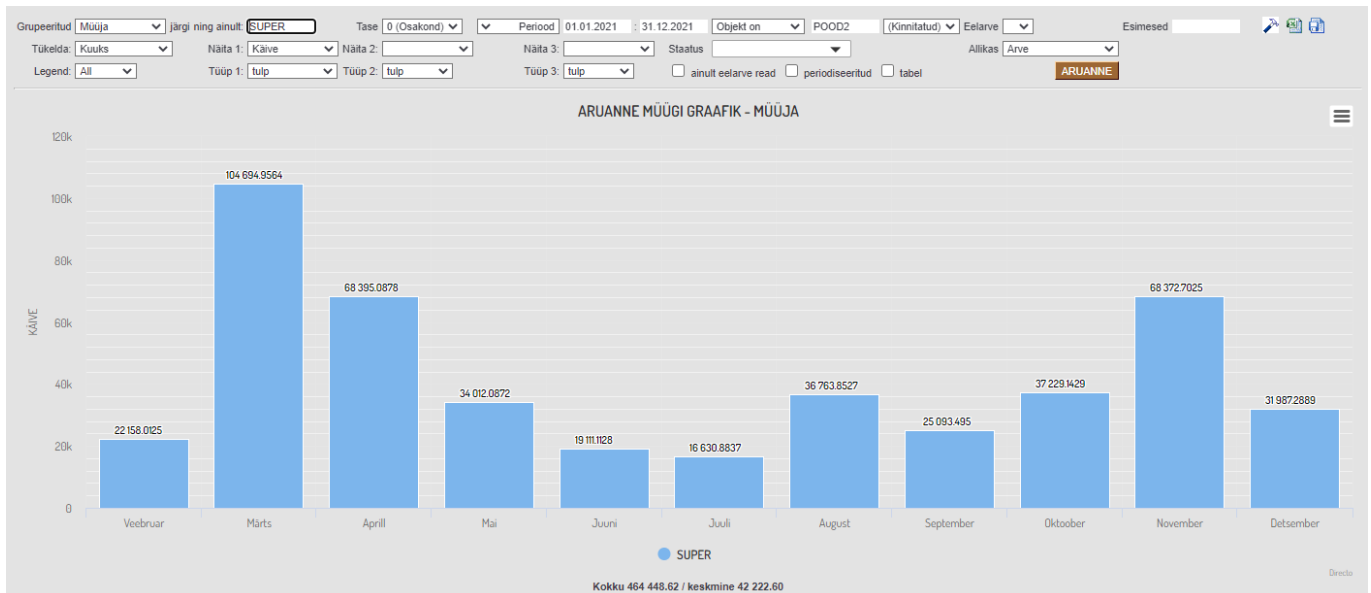 Grupeeritud Müüja järgi ning ainult: SUPER Tase 0 (Osakond) Periood 01.01.2021 : 31.12.2021 Objekt on POOD2 (Kinnitatud) Eelarve Esimesed
Tükelda: Kuuks Näita 1: Käive Näita 2: Näita 3: Staatus Allikas Arve
Legend: All Tüüp 1: tulp Tüüp 2: tulp Tüüp 3: tulp ainult eelarve read periodiseeritud tabel ARUANNE
ARUANNE MÜÜGI GRAAFIK - MÜÜJA
120k
104 694.9564
100k
80k
68 395.0878 68 372.7025
KÄIVE
60k
40k
34 012.0872 36 763.8527 37 229.1429 31 987.2889
22 158.0125 19 111.1128 16 630.8837 25 093.495
20k
0
Veebruar Märts Aprill Mai Juuni Juuli August September Oktoober November Detsember
SUPER
Directo
Kokku 464 448.62 / keskmine 42 222.60